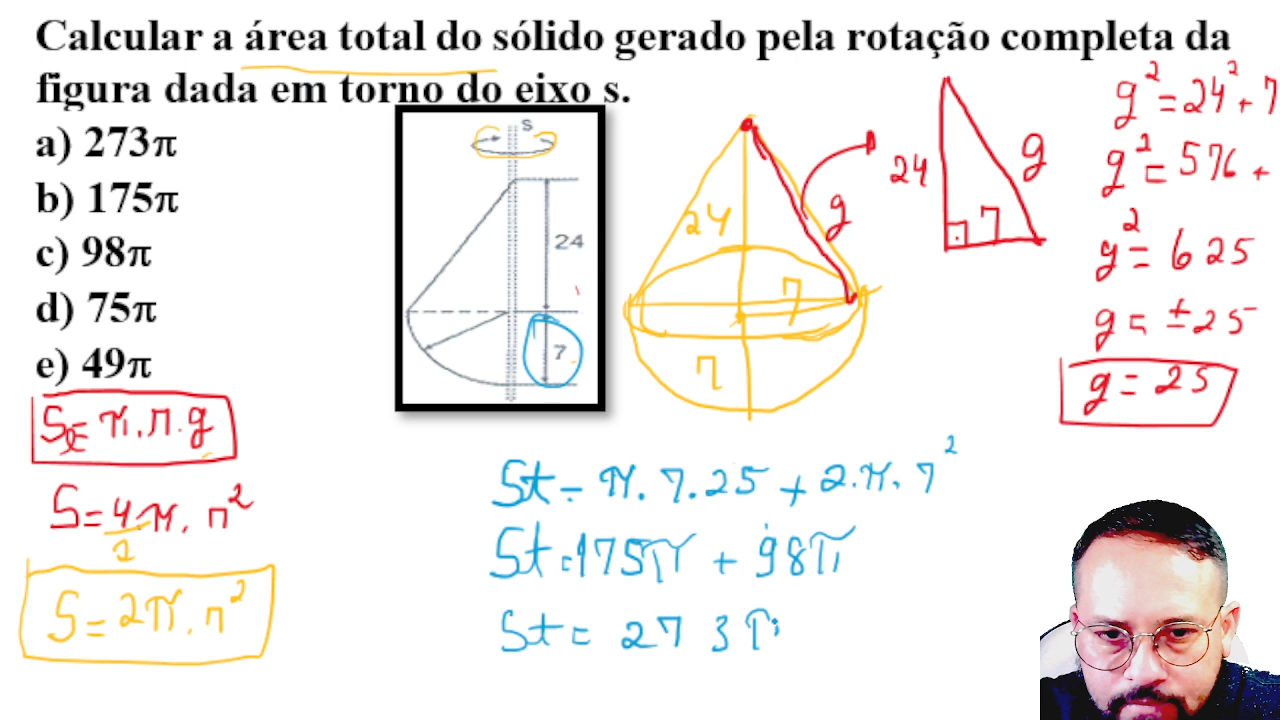 Calcular a área total do sólido gerado pela rotação completa da
figura dada em torno do eixo s.
a) 273π
b) 175π
c) 98π
d) 75π
e) 49π
s
24
7
24
g
7
7
24
g
7
g² = 24² + 7
g² = 576 +
g² = 625
g = ±25
g = 25
Sl = π.r.g
S = 4π.r²
2
S = 2π.r²
St = π.7.25 + 2.π.7²
St = 175π + 98π
St = 273π